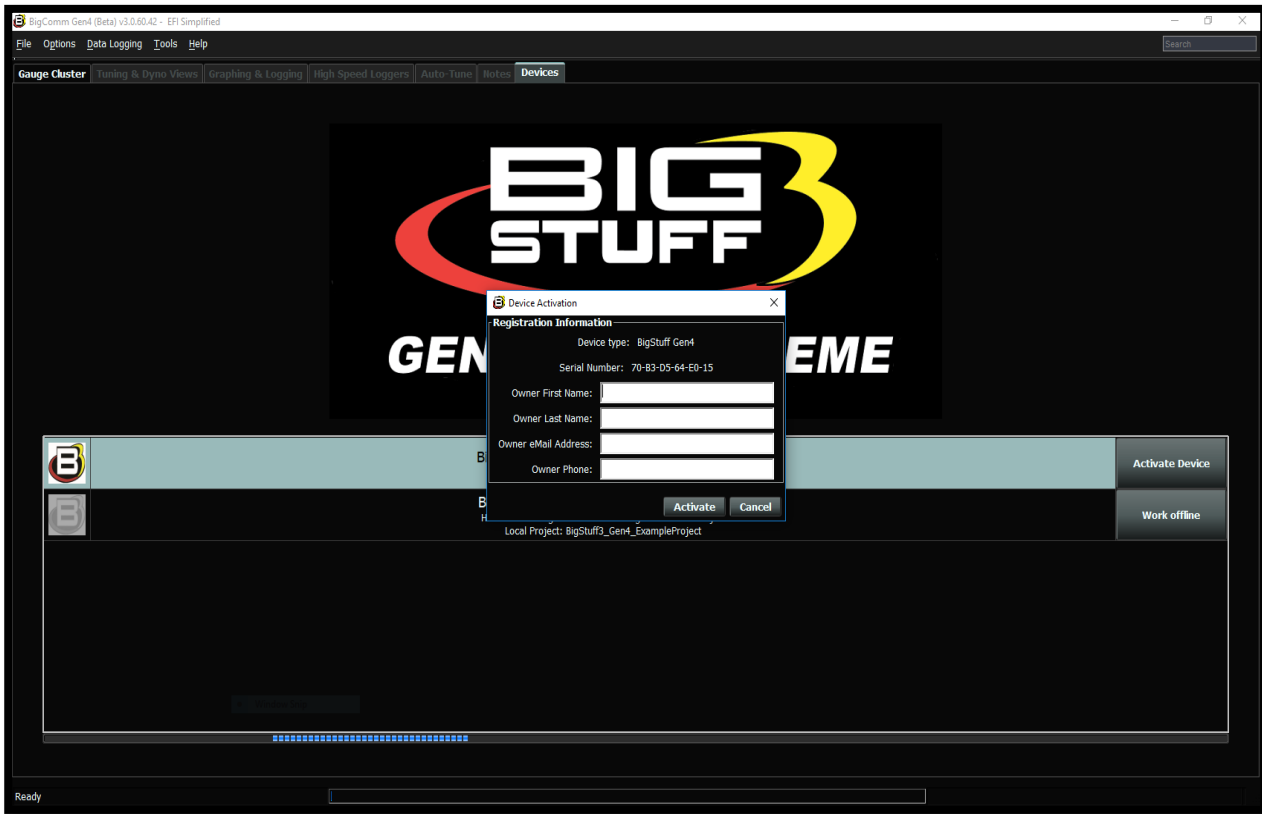 BigComm Gen4 (Beta) v3.0.60.42 - EFI Simplified
File Options Data Logging Tools Help
Search
Gauge Cluster Tuning & Dyno Views Graphing & Logging High Speed Loggers Auto-Tune Notes Devices
BIG 3
STUFF
GEN EME
Device Activation
Registration Information
Device type: BigStuff Gen4
Serial Number: 70-B3-D5-64-E0-15
Owner First Name:
Owner Last Name:
Owner eMail Address:
Owner Phone:
Activate Cancel
B
Activate Device
B
H
Local Project: BigStuff3_Gen4_ExampleProject
Work offline
Ready